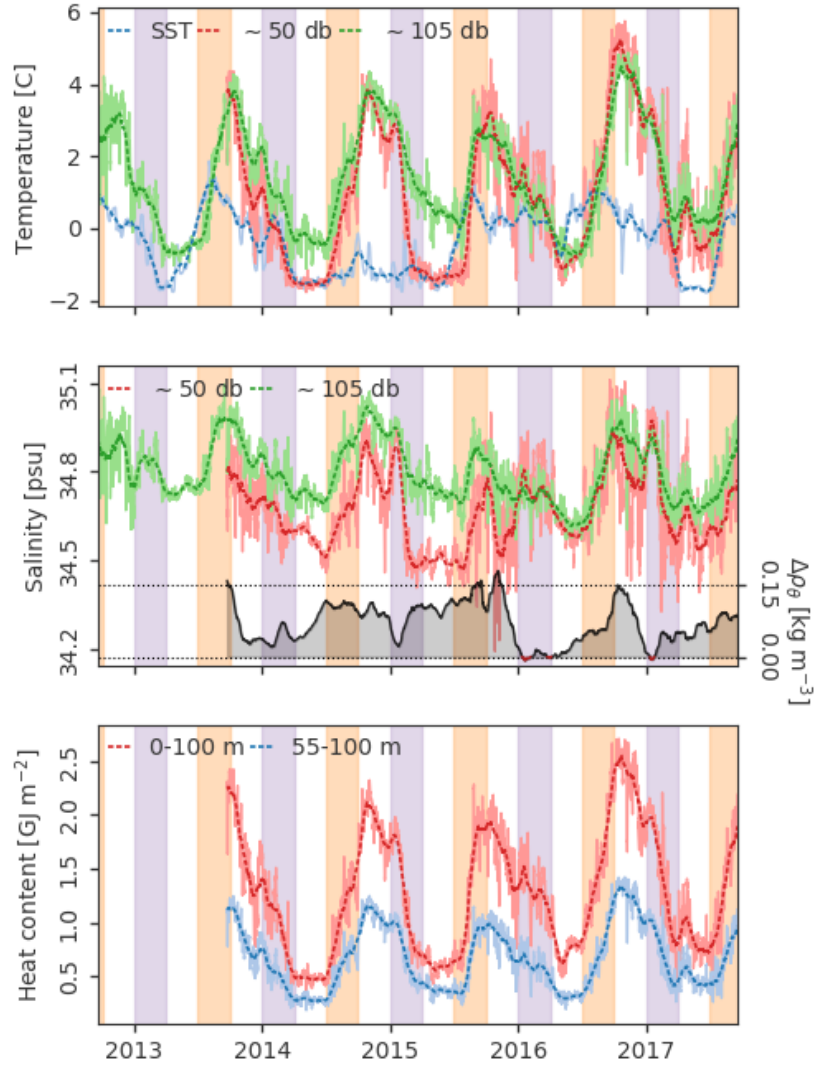 6
4
2
0
−2
Temperature [C]
SST ~ 50 db ~ 105 db
35.1
34.8
34.5
34.2
Salinity [psu]
~ 50 db ~ 105 db
0.15
0.00
Δρθ [kg m−3]
2.5
2.0
1.5
1.0
0.5
Heat content [GJ m−2]
0-100 m 55-100 m
2013 2014 2015 2016 2017